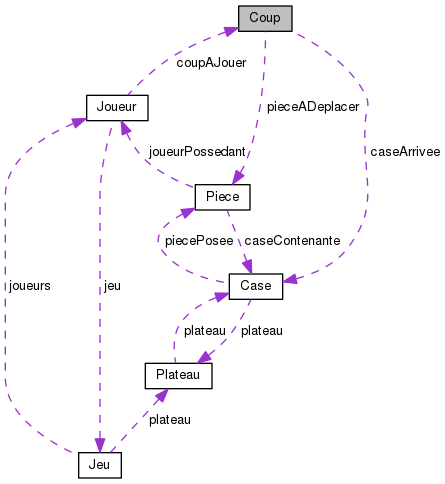 Coup
coupAJouer
Joueur
pieceADeplacer
joueurPossedant
caseArrivee
Piece
piecePosee
caseContenante
joueurs
jeu
Case
plateau
plateau
Plateau
plateau
Jeu